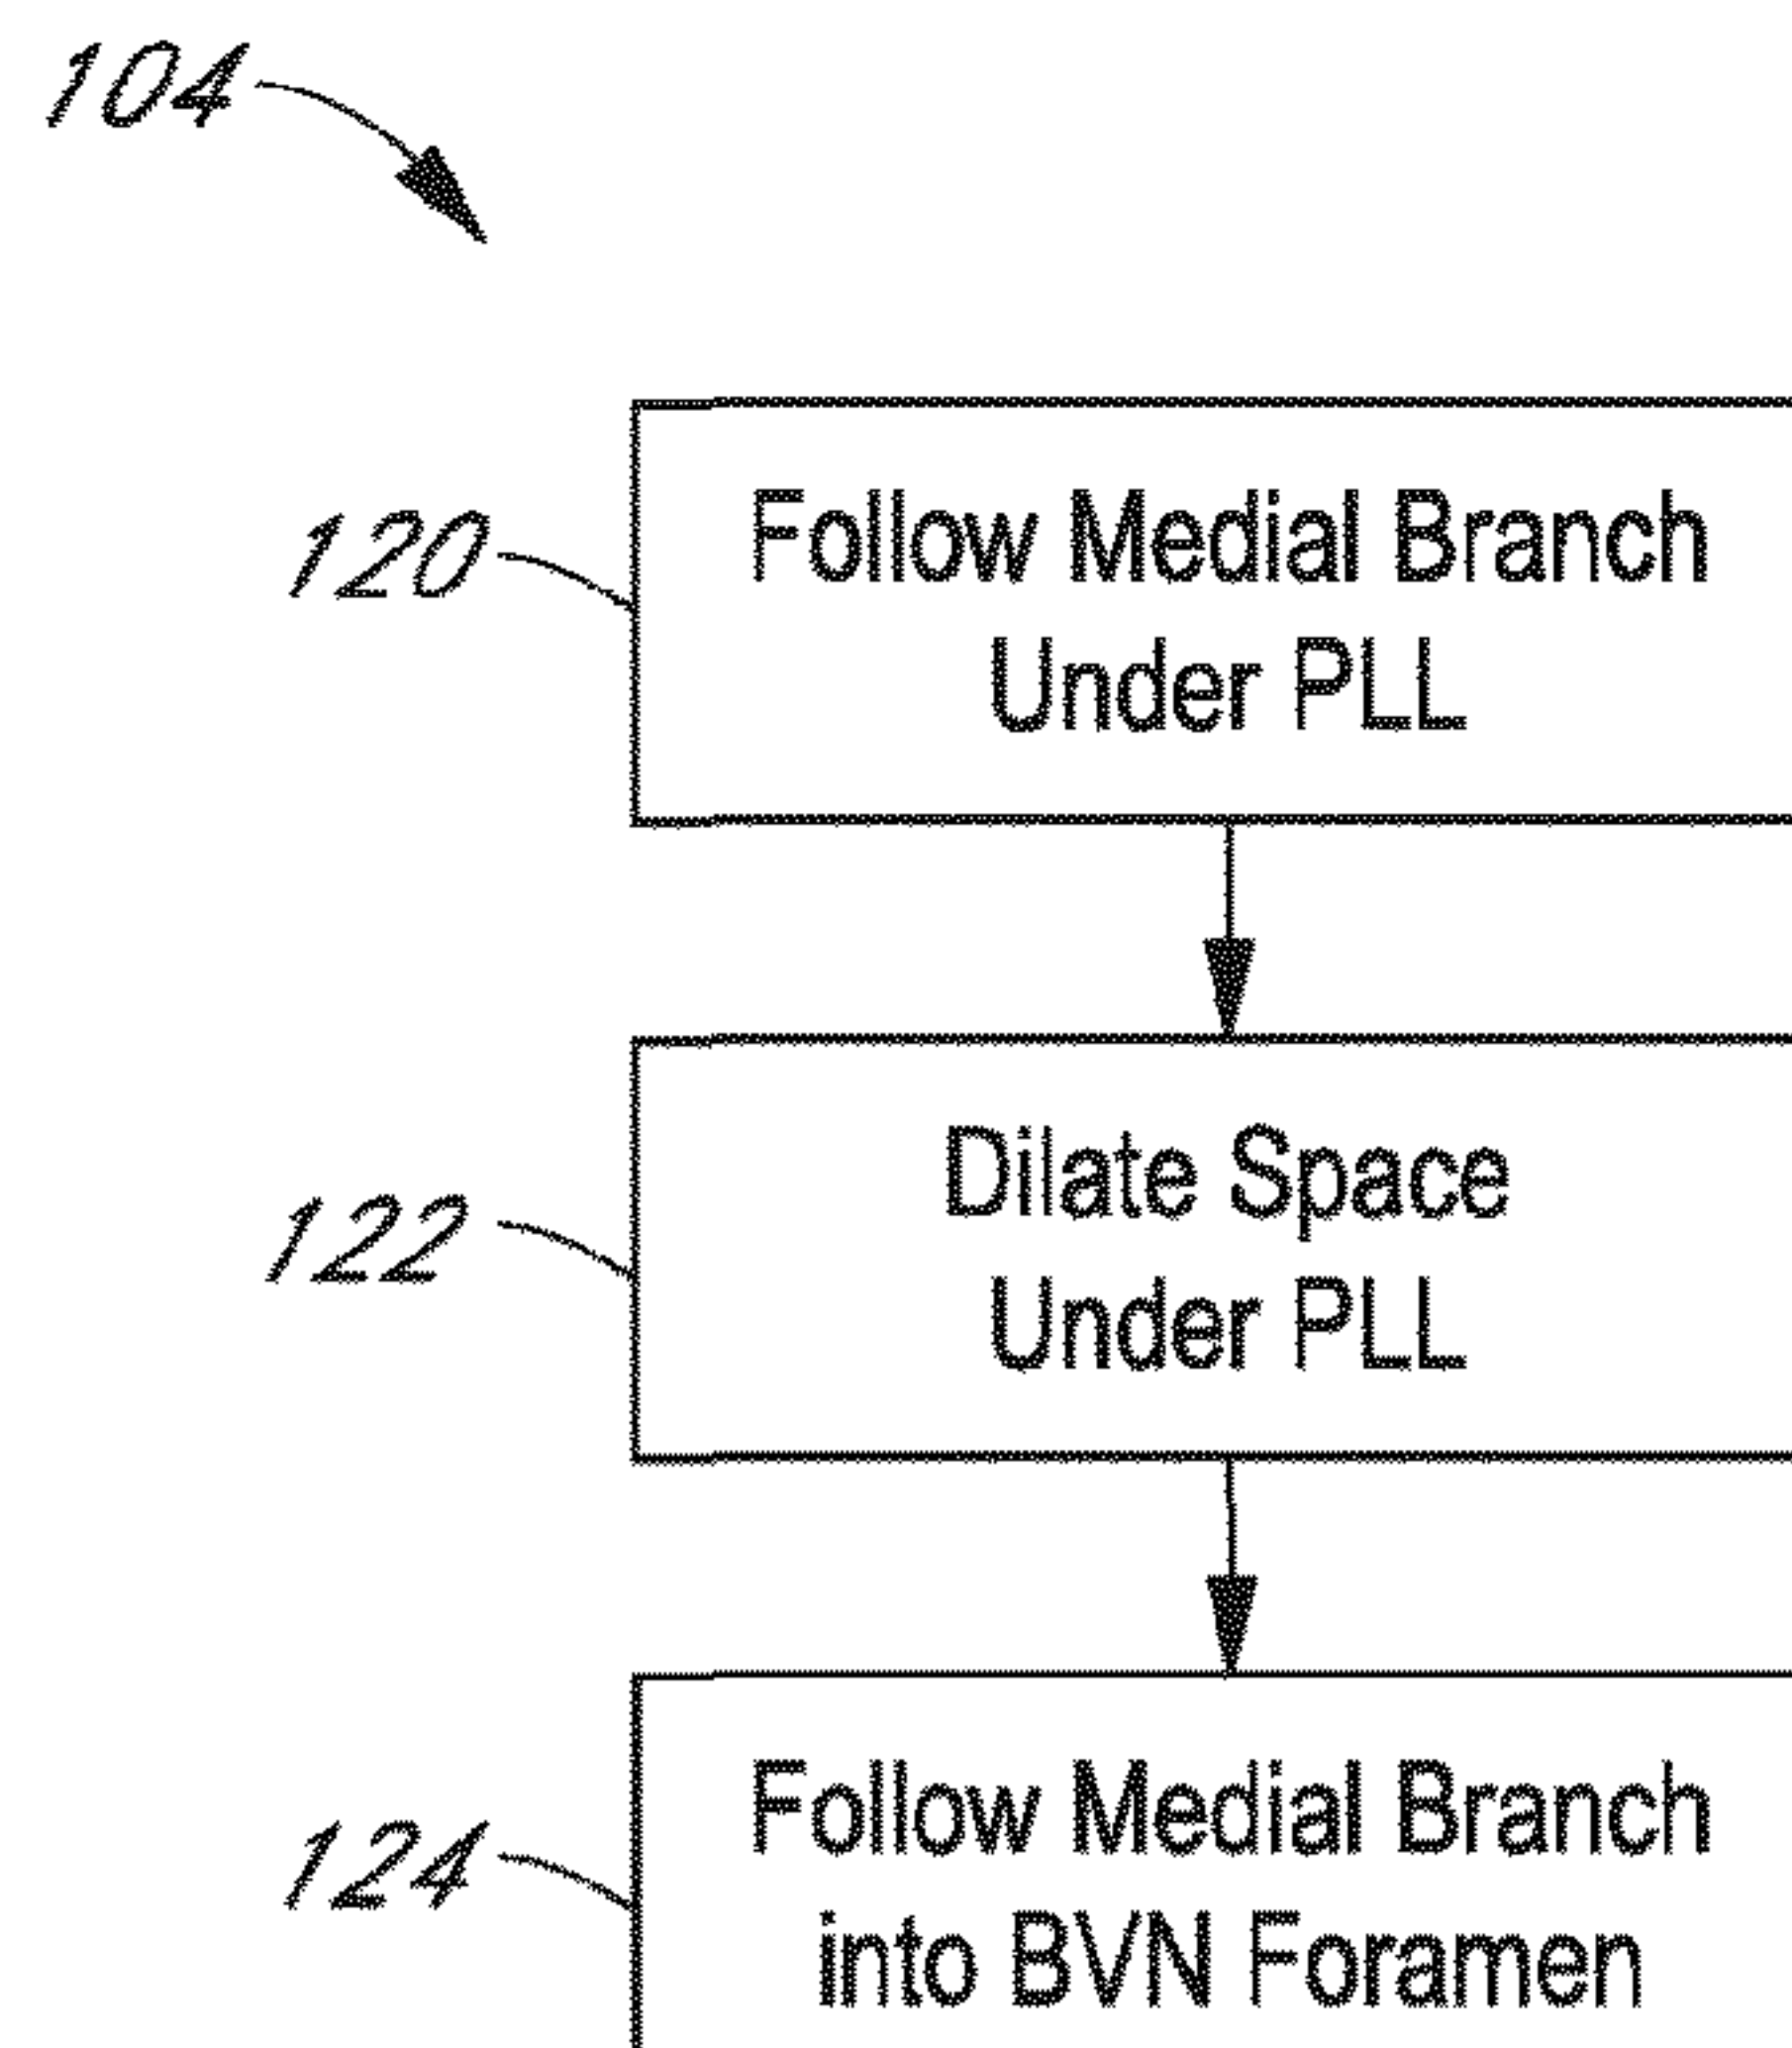 104
120
Follow Medial Branch
Under PLL
122
Dilate Space
Under PLL
124
Follow Medial Branch
into BVN Foramen